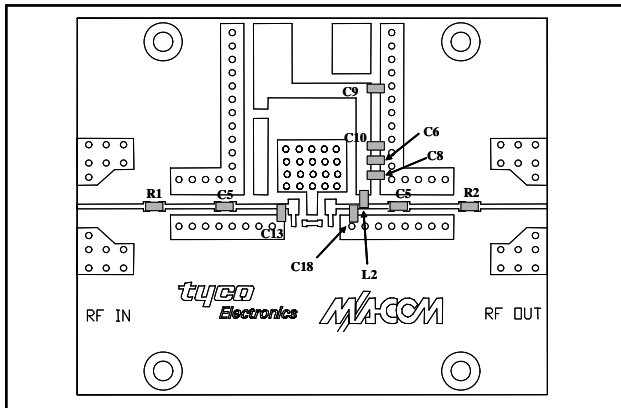 C9
C10
C6
C8
R1
C5
C5
R2
C13
C18
L2
tyco
Electronics
M/A-COM
RF IN
RF OUT